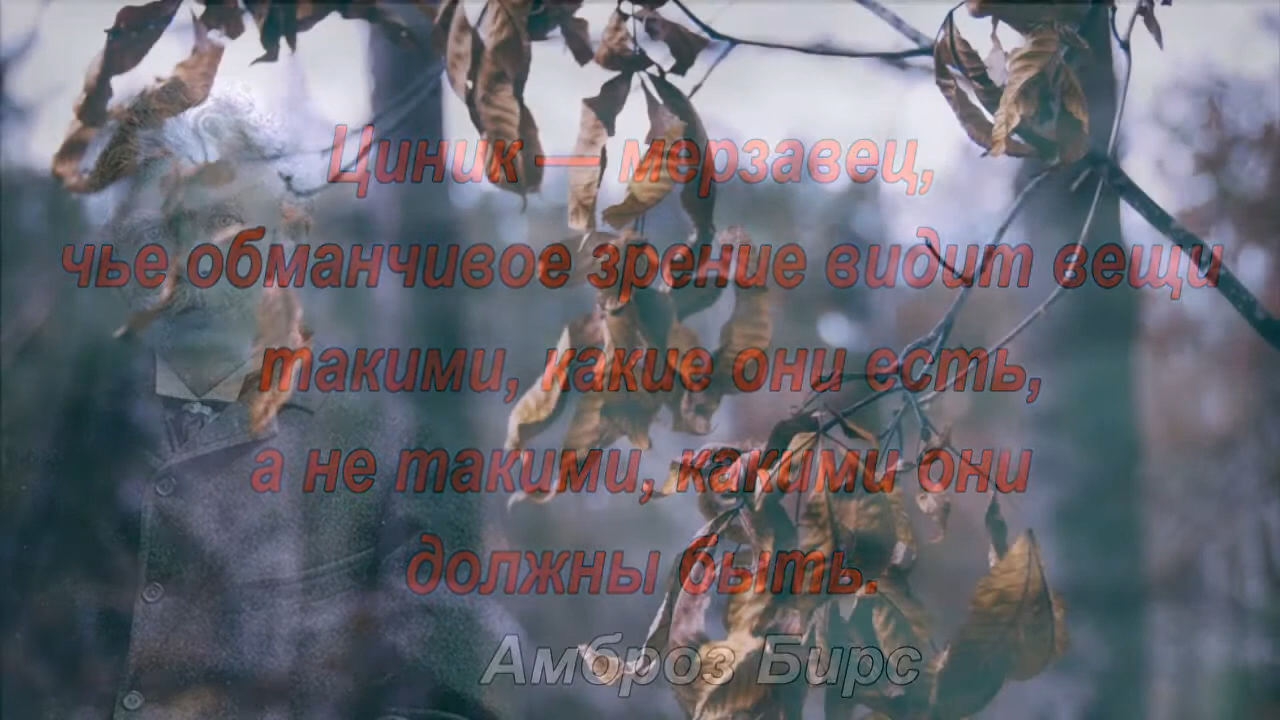 Циник — мерзавец,
чье обманчивое зрение видит вещи
такими, какие они есть,
а не такими, какими они
должны быть.
Амброз Бирс